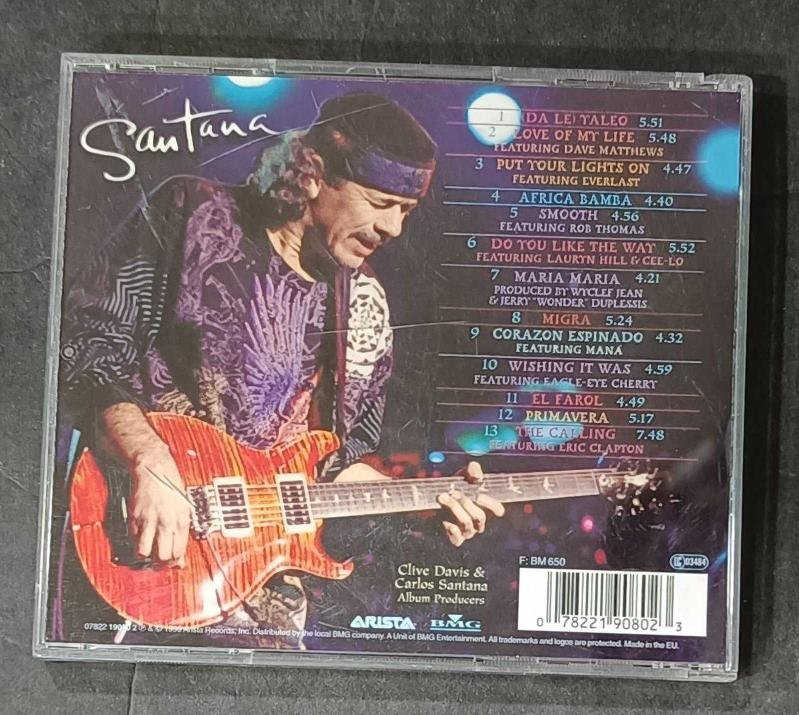 Santana
1 (DA LE) YALEO 5.51
2 LOVE OF MY LIFE 5.48
FEATURING DAVE MATTHEWS
3 PUT YOUR LIGHTS ON 4.47
FEATURING EVERLAST
4 AFRICA BAMBA 4.40
5 SMOOTH 4.56
FEATURING ROB THOMAS
6 DO YOU LIKE THE WAY 5.52
FEATURING LAURYN HILL & CEE-LO
7 MARIA MARIA 4.21
PRODUCED BY WYCLEF JEAN
& JERRY "WONDER" DUPLESSIS
8 MIGRA 5.24
9 CORAZON ESPINADO 4.32
FEATURING MANÁ
10 WISHING IT WAS 4.59
FEATURING EAGLE-EYE CHERRY
11 EL FAROL 4.49
12 PRIMAVERA 5.17
13 THE CALLING 7.48
FEATURING ERIC CLAPTON
Clive Davis &
Carlos Santana
Album Producers
F: BM 650
LC 03484
ARISTA BMG
0 78221 90802 3
07822 19080 2 ℗ & © 1999 Arista Records, Inc. Distributed by the local BMG company. A Unit of BMG Entertainment. All trademarks and logos are protected. Made in the EU.